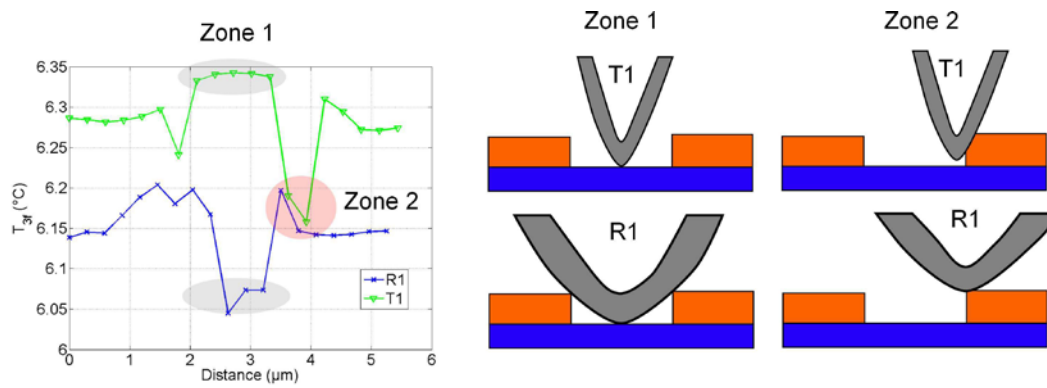 Zone 1
6.35
6.3
6.25
6.2
6.15
6.1
6.05
6
T3f (°C)
Zone 2
R1
T1
0
1
2
3
4
5
6
Distance (µm)
Zone 1
Zone 2
T1
T1
R1
R1